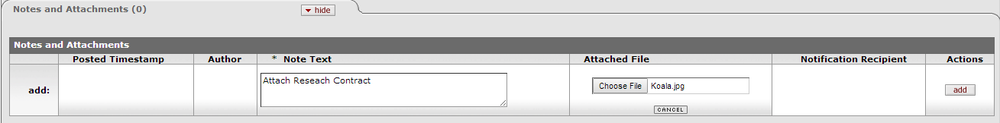 Notes and Attachments (0) hide
Notes and Attachments
Posted Timestamp Author * Note Text Attached File Notification Recipient Actions
add: Attach Reseach Contract Choose File Koala.jpg add
CANCEL